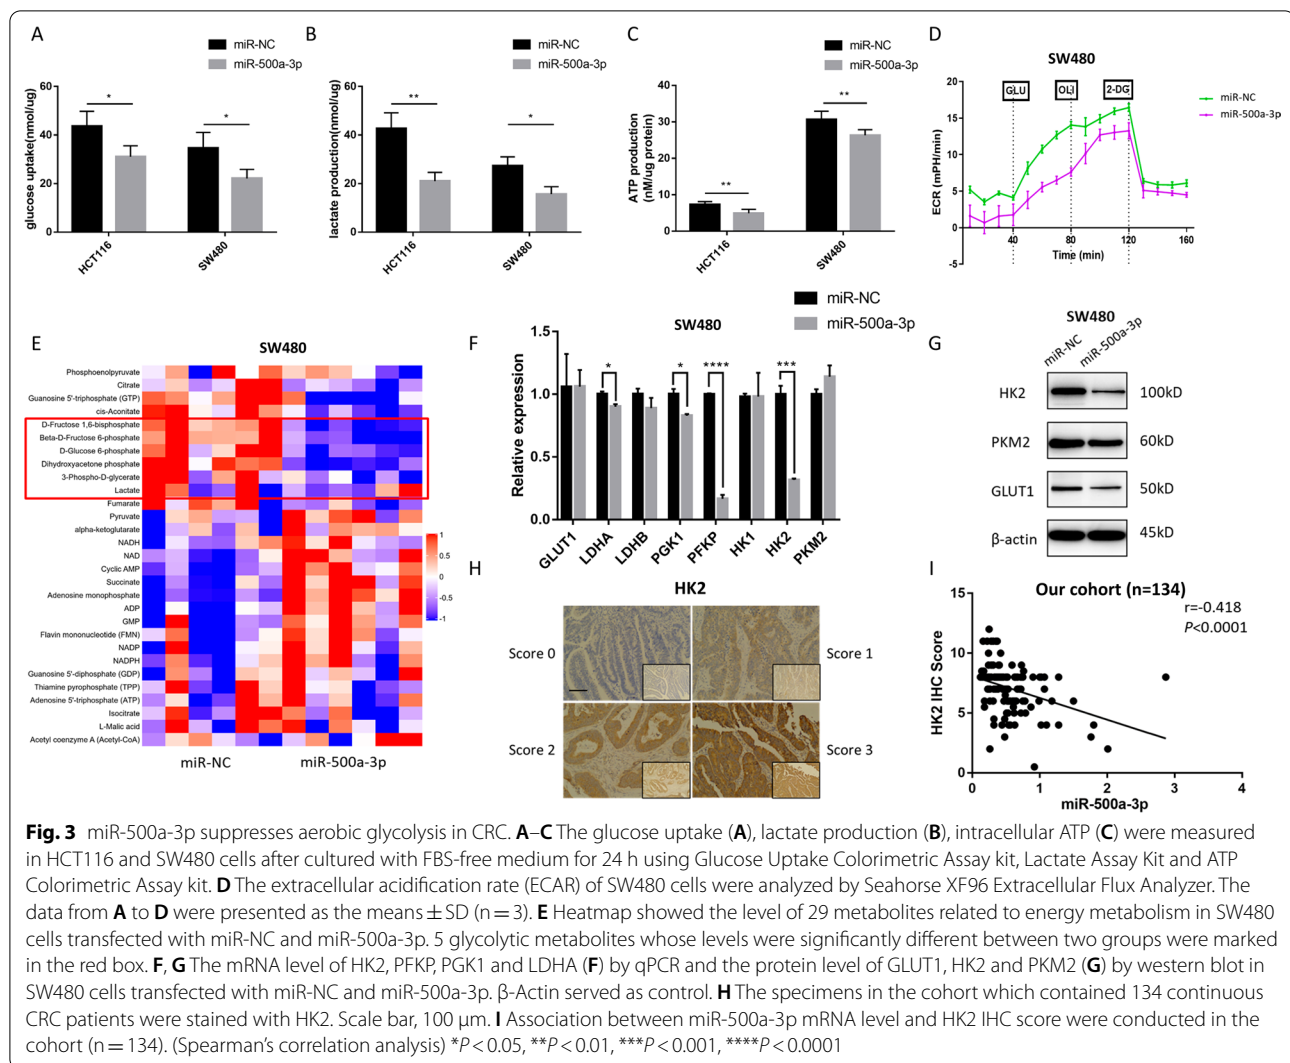 A
miR-NC
miR-500a-3p
glucose uptake(nmol/ug)
60
40
20
0
*
*
HCT116
SW480
B
miR-NC
miR-500a-3p
lactate production(nmol/ug)
60
40
20
0
**
*
HCT116
SW480
C
miR-NC
miR-500a-3p
ATP production
(nM/ug protein)
40
30
20
10
0
**
**
HCT116
SW480
D
SW480
GLU
OLI
2-DG
miR-NC
miR-500a-3p
ECR (mPH/min)
20
15
10
5
0
-5
40
80
120
160
Time (min)
E
SW480
Phosphoenolpyruvate
Citrate
Guanosine 5'-triphosphate (GTP)
cis-Aconitate
D-Fructose 1,6-bisphosphate
Beta-D-Fructose 6-phosphate
D-Glucose 6-phosphate
Dihydroxyacetone phosphate
3-Phospho-D-glycerate
Lactate
Fumarate
Pyruvate
alpha-ketoglutarate
NADH
NAD
Cyclic AMP
Succinate
Adenosine monophosphate
ADP
GMP
Flavin mononucleotide (FMN)
NADP
NADPH
Guanosine 5'-diphosphate (GDP)
Thiamine pyrophosphate (TPP)
Adenosine 5'-triphosphate (ATP)
Isocitrate
L-Malic acid
Acetyl coenzyme A (Acetyl-CoA)
miR-NC
miR-500a-3p
1
0.5
0
-0.5
-1
F
SW480
miR-NC
miR-500a-3p
Relative expression
1.5
1.0
0.5
0.0
*
*
****
***
GLUT1
LDHA
LDHB
PGK1
PFKP
HK1
HK2
PKM2
G
SW480
miR-NC
miR-500a-3p
HK2
100kD
PKM2
60kD
GLUT1
50kD
β-actin
45kD
H
HK2
Score 0
Score 1
Score 2
Score 3
I
Our cohort (n=134)
r=-0.418
P<0.0001
HK2 IHC Score
15
10
5
0
0
1
2
3
4
miR-500a-3p
Fig. 3 miR-500a-3p suppresses aerobic glycolysis in CRC. A–C The glucose uptake (A), lactate production (B), intracellular ATP (C) were measured
in HCT116 and SW480 cells after cultured with FBS-free medium for 24 h using Glucose Uptake Colorimetric Assay kit, Lactate Assay Kit and ATP
Colorimetric Assay kit. D The extracellular acidification rate (ECAR) of SW480 cells were analyzed by Seahorse XF96 Extracellular Flux Analyzer. The
data from A to D were presented as the means ± SD (n = 3). E Heatmap showed the level of 29 metabolites related to energy metabolism in SW480
cells transfected with miR-NC and miR-500a-3p. 5 glycolytic metabolites whose levels were significantly different between two groups were marked
in the red box. F, G The mRNA level of HK2, PFKP, PGK1 and LDHA (F) by qPCR and the protein level of GLUT1, HK2 and PKM2 (G) by western blot in
SW480 cells transfected with miR-NC and miR-500a-3p. β-Actin served as control. H The specimens in the cohort which contained 134 continuous
CRC patients were stained with HK2. Scale bar, 100 μm. I Association between miR-500a-3p mRNA level and HK2 IHC score were conducted in the
cohort (n = 134). (Spearman's correlation analysis) *P < 0.05, **P < 0.01, ***P < 0.001, ****P < 0.0001